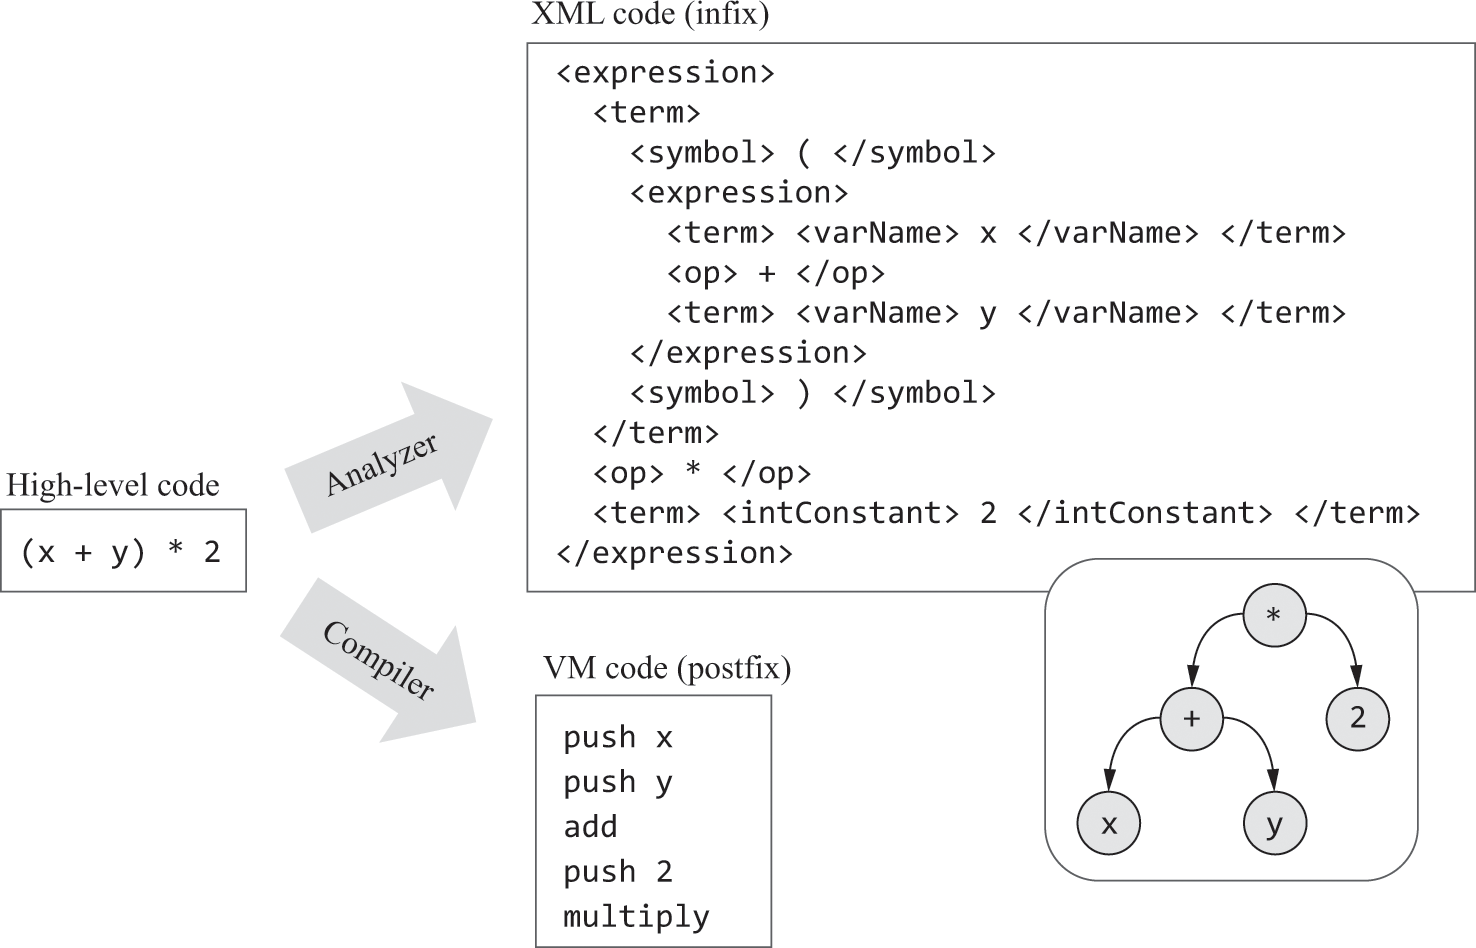 XML code (infix)
<expression>
  <term>
    <symbol> ( </symbol>
    <expression>
      <term> <varName> x </varName> </term>
      <op> + </op>
      <term> <varName> y </varName> </term>
    </expression>
    <symbol> ) </symbol>
  </term>
  <op> * </op>
  <term> <intConstant> 2 </intConstant> </term>
</expression>
Analyzer
High-level code
(x + y) * 2
Compiler
VM code (postfix)
push x
push y
add
push 2
multiply
*
+ 2
x y